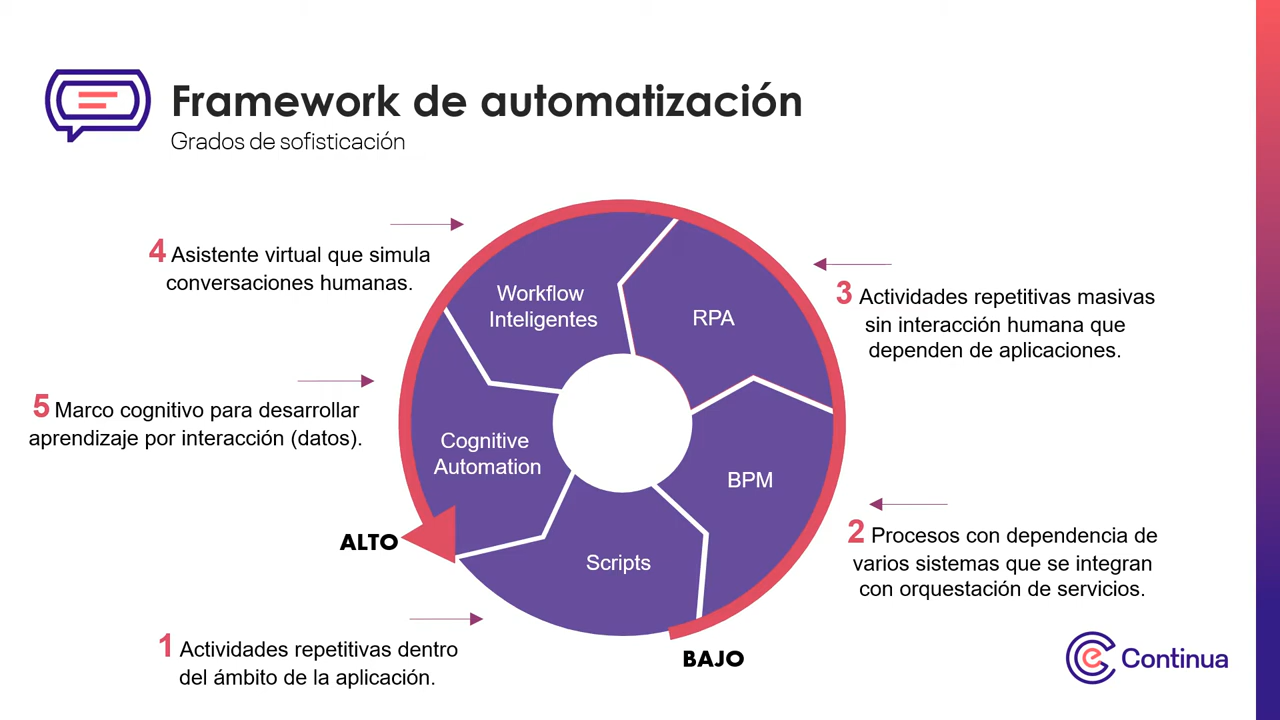 Framework de automatización
Grados de sofisticación
4 Asistente virtual que simula
conversaciones humanas.
Workflow
Inteligentes
RPA
3 Actividades repetitivas masivas
sin interacción humana que
dependen de aplicaciones.
5 Marco cognitivo para desarrollar
aprendizaje por interacción (datos).
Cognitive
Automation
BPM
ALTO
Scripts
2 Procesos con dependencia de
varios sistemas que se integran
con orquestación de servicios.
1 Actividades repetitivas dentro
del ámbito de la aplicación.
BAJO
Continua